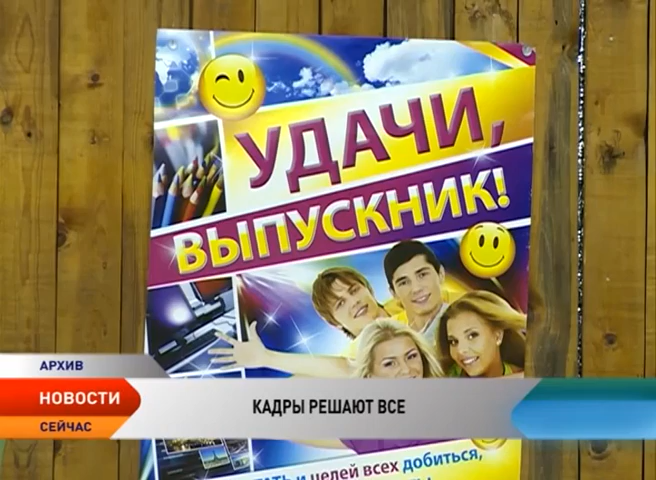 УДАЧИ,
ВЫПУСКНИК!
АРХИВ
НОВОСТИ
СЕЙЧАС
КАДРЫ РЕШАЮТ ВСЕ
и целей всех добиться,